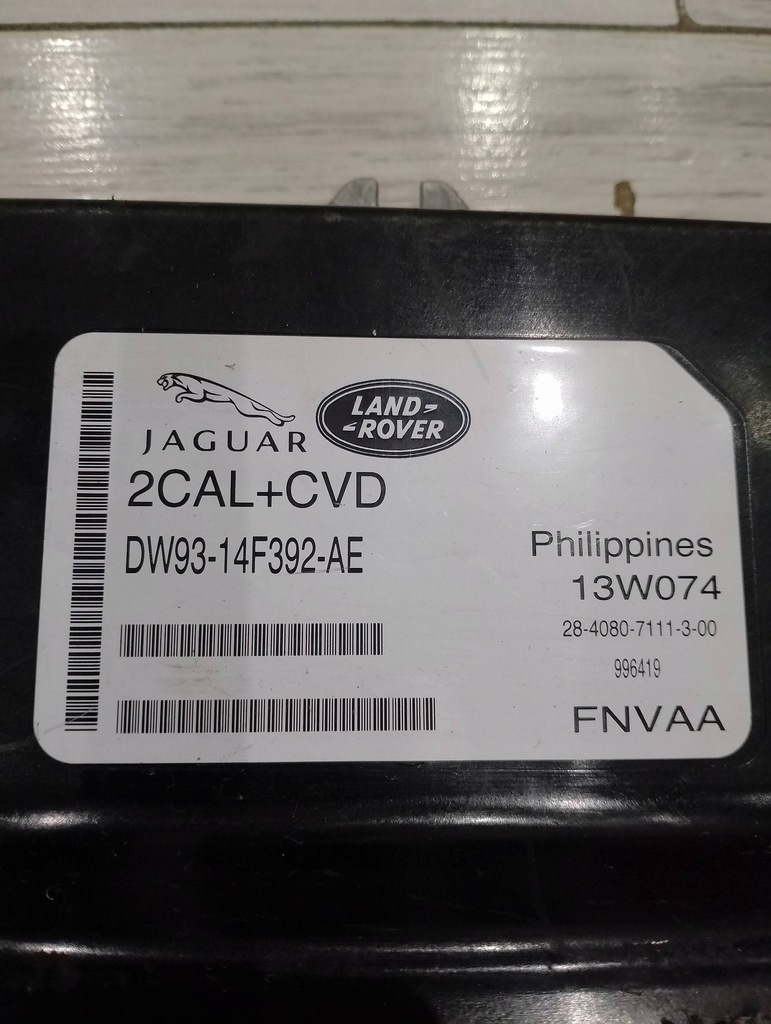 JAGUAR
LAND-
-ROVER
2CAL+CVD
DW93-14F392-AE
Philippines
13W074
28-4080-7111-3-00
996419
FNVAA